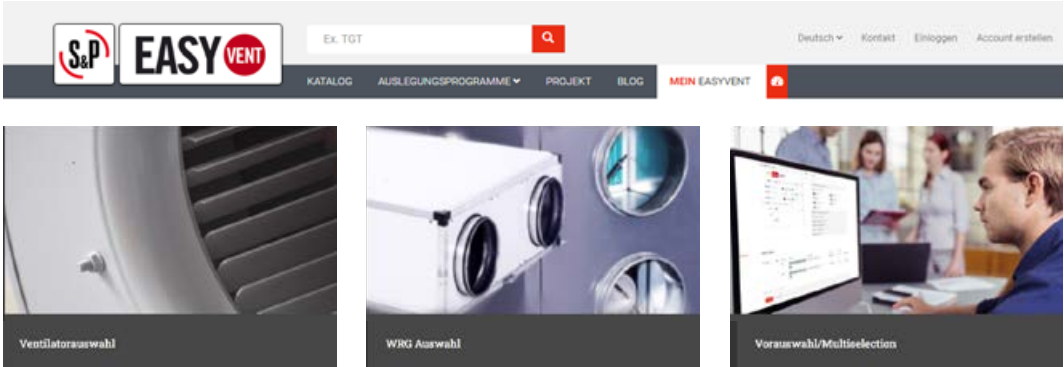 S&P EASY VENT
Ex. TGT
Deutsch Kontakt Einloggen Account erstellen
KATALOG AUSLEGUNGSPROGRAMME PROJEKT BLOG MEIN EASYVENT
Ventilatorauswahl
WRG Auswahl
Vorauswahl/Multiselection